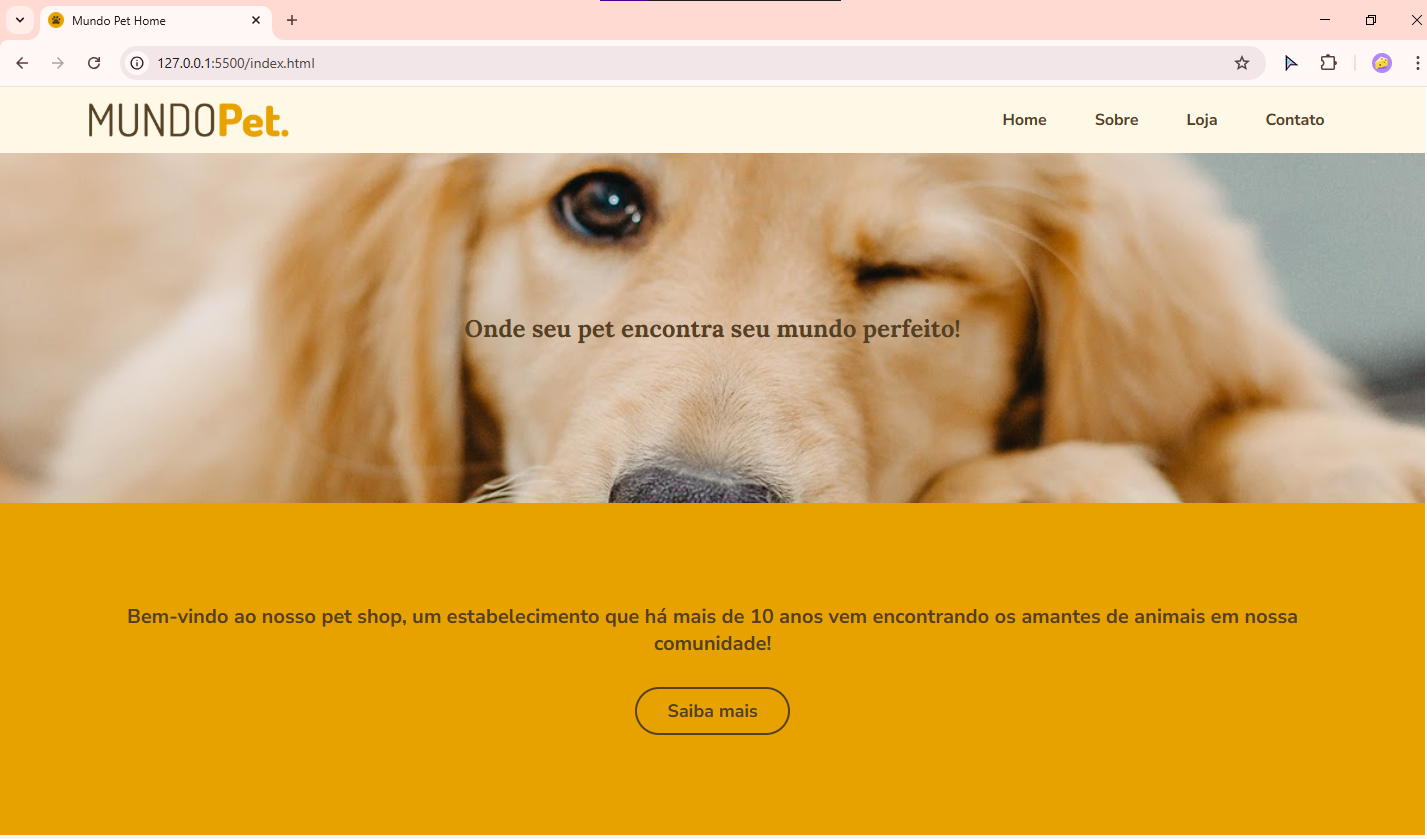 Mundo Pet Home
127.0.0.1:5500/index.html
MUNDOPet.
Home Sobre Loja Contato
Onde seu pet encontra seu mundo perfeito!
Bem-vindo ao nosso pet shop, um estabelecimento que há mais de 10 anos vem encontrando os amantes de animais em nossa
comunidade!
Saiba mais